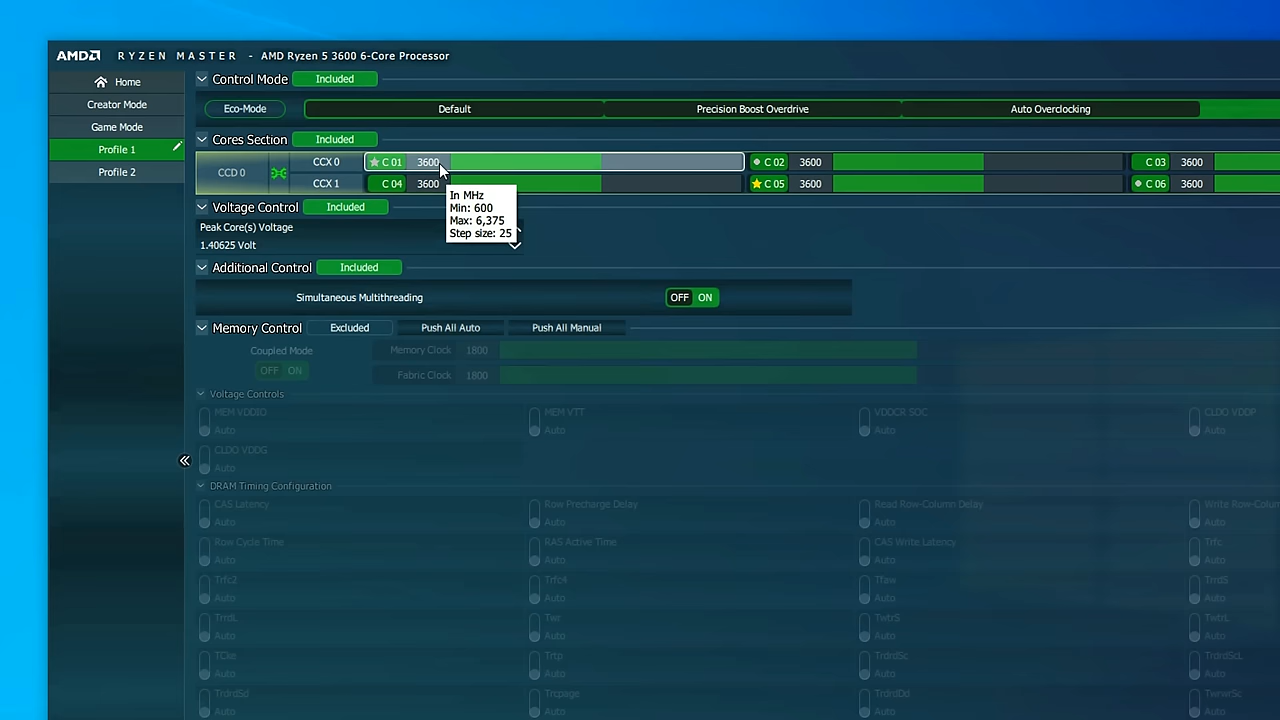 AMD RYZEN MASTER - AMD Ryzen 5 3600 6-Core Processor
Home
Creator Mode
Game Mode
Profile 1
Profile 2
Control Mode Included
Eco-Mode Default Precision Boost Overdrive Auto Overclocking
Cores Section Included
CCD 0
CCX 0 C 01 3600 C 02 3600 C 03 3600
CCX 1 C 04 3600 C 05 3600 C 06 3600
In MHz
Min: 600
Max: 6,375
Step size: 25
Voltage Control Included
Peak Core(s) Voltage
1.40625 Volt
Additional Control Included
Simultaneous Multithreading OFF ON
Memory Control Excluded Push All Auto Push All Manual
Coupled Mode Memory Clock 1800
OFF ON Fabric Clock 1800
Voltage Controls
MEM VDDIO MEM VTT VDDCR SOC CLDO VDDP
Auto Auto Auto Auto
CLDO VDDG
Auto
DRAM Timing Configuration
CAS Latency Row Precharge Delay Read Row-Column Delay Write Row-Colum
Auto Auto Auto Auto
Row Cycle Time RAS Active Time CAS Write Latency Trfc
Auto Auto Auto Auto
Trfc2 Trfc4 Tfaw TrrdS
Auto Auto Auto Auto
TrrdL Twr TwtrS TwtrL
Auto Auto Auto Auto
TCke Trtp TrdrdSc TrdrdScL
Auto Auto Auto Auto
TrdrdSd Trcpage TrdrdDd TwrwrSc
Auto Auto Auto Auto